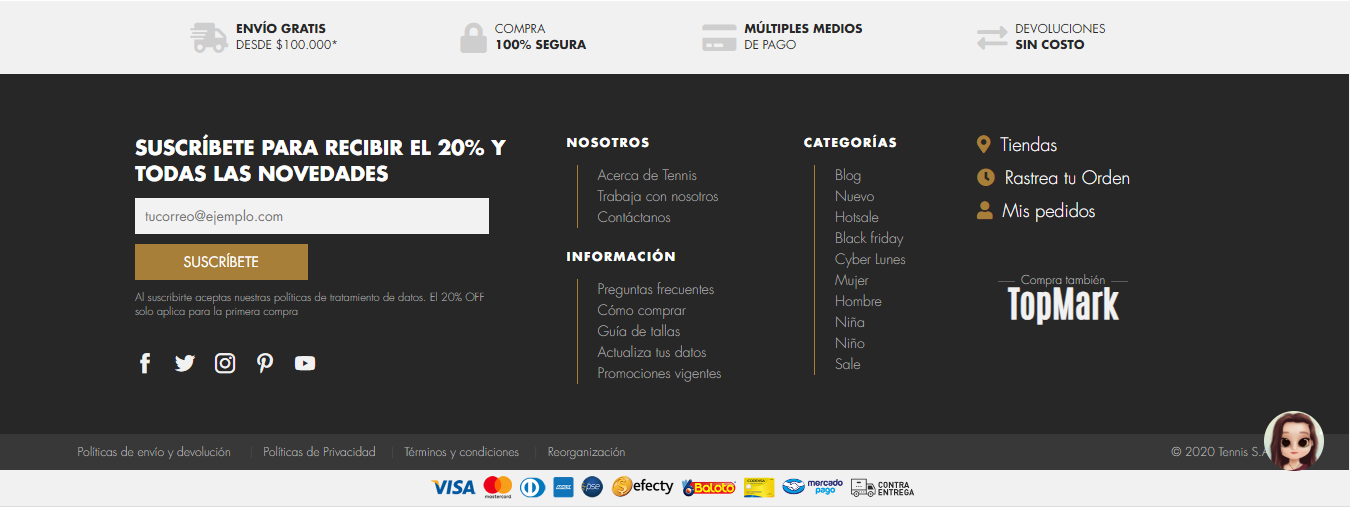 ENVÍO GRATIS
DESDE $100.000*
COMPRA
100% SEGURA
MÚLTIPLES MEDIOS
DE PAGO
DEVOLUCIONES
SIN COSTO
SUSCRÍBETE PARA RECIBIR EL 20% Y
TODAS LAS NOVEDADES
tucorreo@ejemplo.com
SUSCRÍBETE
Al suscribirte aceptas nuestras políticas de tratamiento de datos. El 20% OFF
solo aplica para la primera compra
NOSOTROS
Acerca de Tennis
Trabaja con nosotros
Contáctanos
INFORMACIÓN
Preguntas frecuentes
Cómo comprar
Guía de tallas
Actualiza tus datos
Promociones vigentes
CATEGORÍAS
Blog
Nuevo
Hotsale
Black friday
Cyber Lunes
Mujer
Hombre
Niña
Niño
Sale
Tiendas
Rastrea tu Orden
Mis pedidos
Compra también
TopMark
Políticas de envío y devolución
Políticas de Privacidad
Términos y condiciones
Reorganización
© 2020 Tennis S.A
VISA
mastercard
pse
efecty
Baloto
CODENSA
mercado
pago
CONTRA
ENTREGA